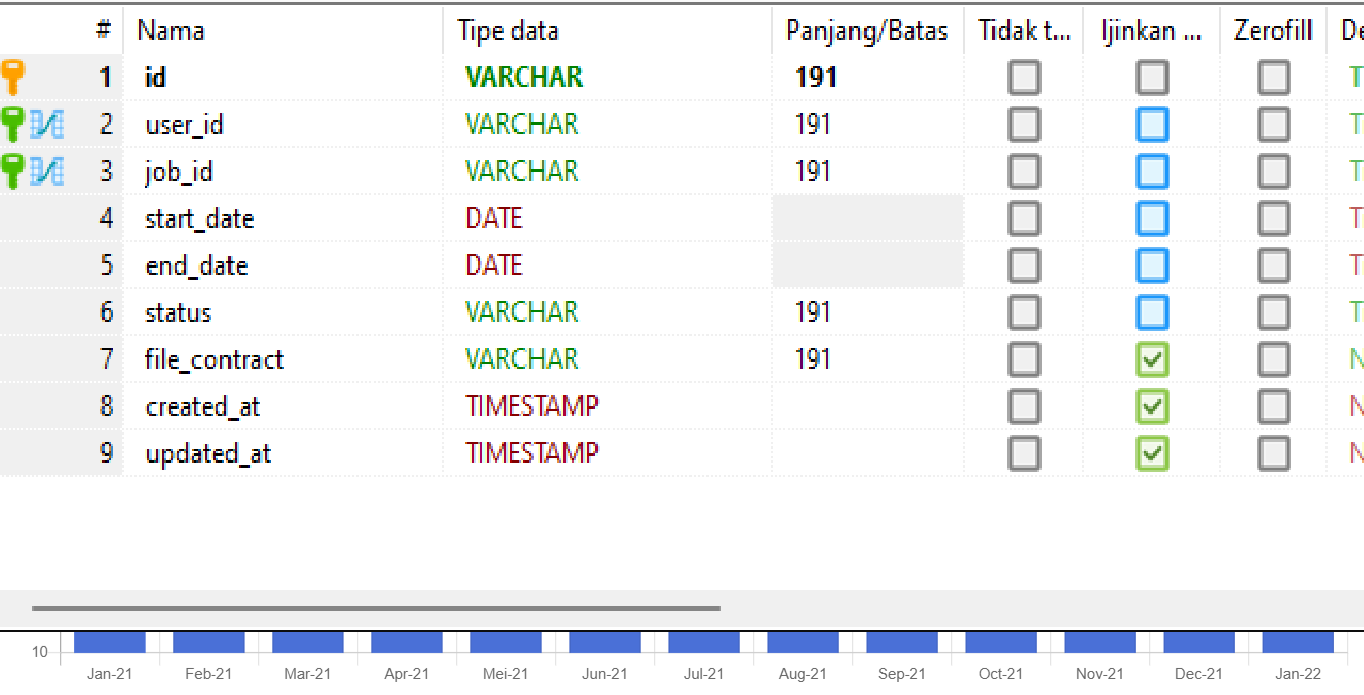 # Nama Tipe data Panjang/Batas Tidak t... Ijinkan ... Zerofill De
1 id VARCHAR 191 T
2 user_id VARCHAR 191 T
3 job_id VARCHAR 191 T
4 start_date DATE T
5 end_date DATE T
6 status VARCHAR 191 T
7 file_contract VARCHAR 191 N
8 created_at TIMESTAMP N
9 updated_at TIMESTAMP N
10
Jan-21 Feb-21 Mar-21 Apr-21 Mei-21 Jun-21 Jul-21 Aug-21 Sep-21 Oct-21 Nov-21 Dec-21 Jan-22